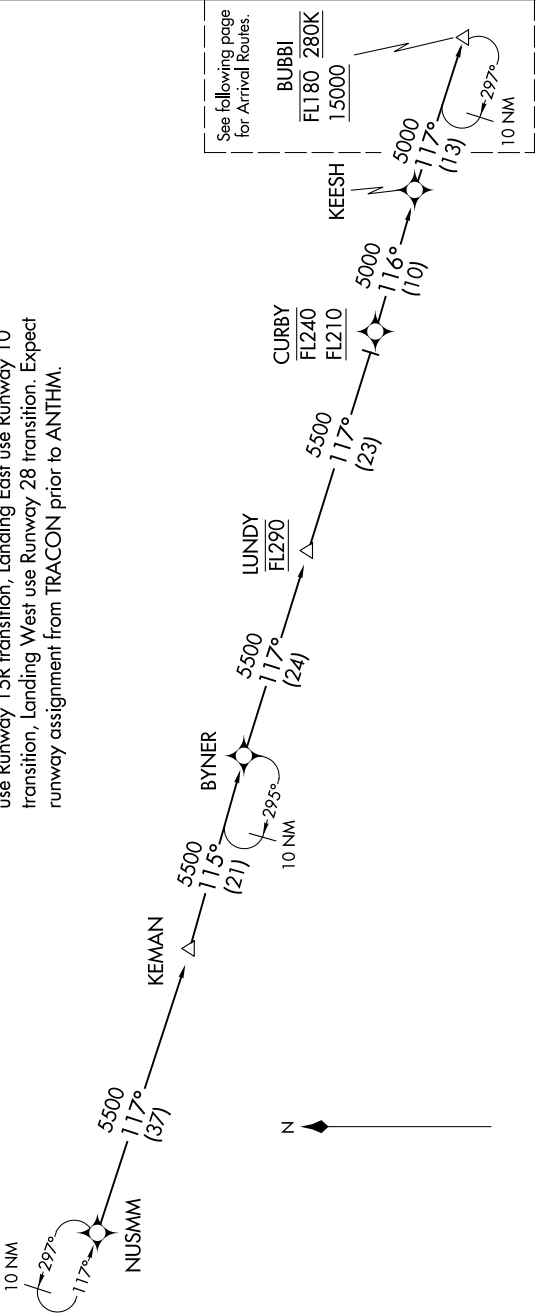 use Runway 15R transition, Landing East use Runway 10
transition, Landing West use Runway 28 transition. Expect
runway assignment from TRACON prior to ANTHM.
10 NM
297°
117°
NUSMM
5500
117°
(37)
KEMAN
5500
115°
(21)
BYNER
295°
10 NM
5500
117°
(24)
LUNDY
FL290
5500
117°
(23)
CURBY
FL240
FL210
5000
116°
(10)
KEESH
5000
117°
(13)
See following page
for Arrival Routes.
BUBBI
FL180 280K
15000
297°
10 NM
N